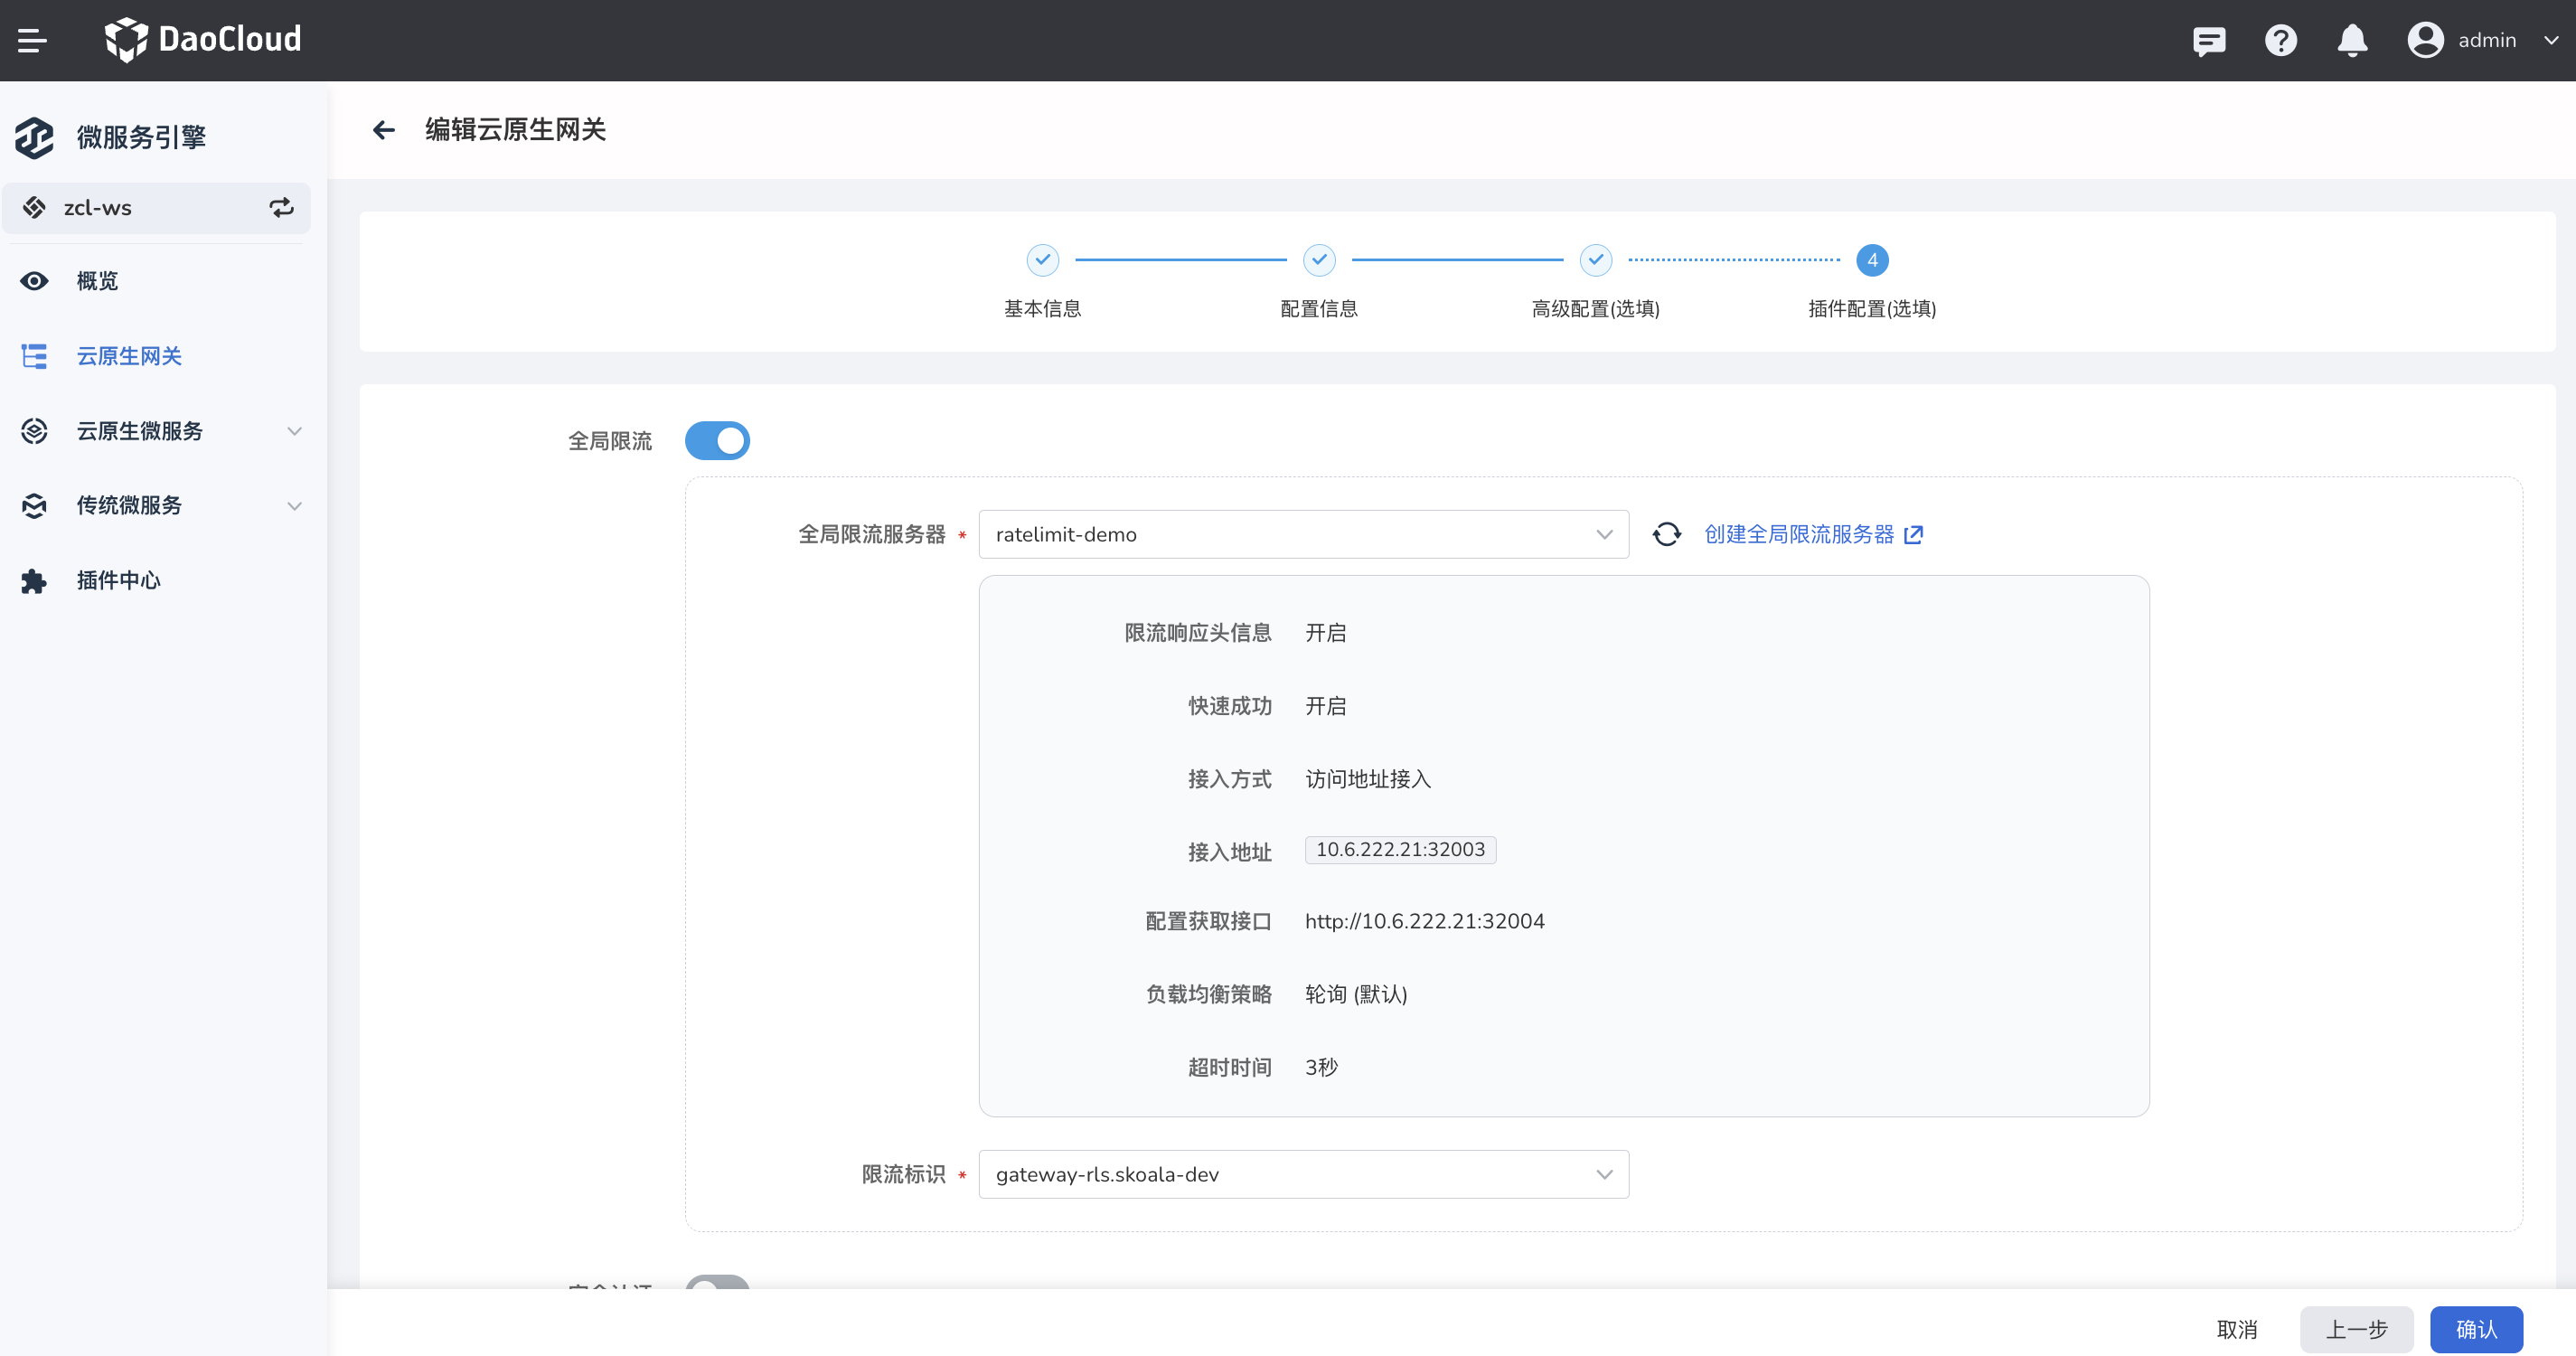 DaoCloud
admin
微服务引擎
zcl-ws
概览
云原生网关
云原生微服务
传统微服务
插件中心
编辑云原生网关
基本信息
配置信息
高级配置(选填)
4
插件配置(选填)
全局限流
全局限流服务器 * ratelimit-demo 创建全局限流服务器
限流响应头信息 开启
快速成功 开启
接入方式 访问地址接入
接入地址 10.6.222.21:32003
配置获取接口 http://10.6.222.21:32004
负载均衡策略 轮询 (默认)
超时时间 3秒
限流标识 * gateway-rls.skoala-dev
取消 上一步 确认